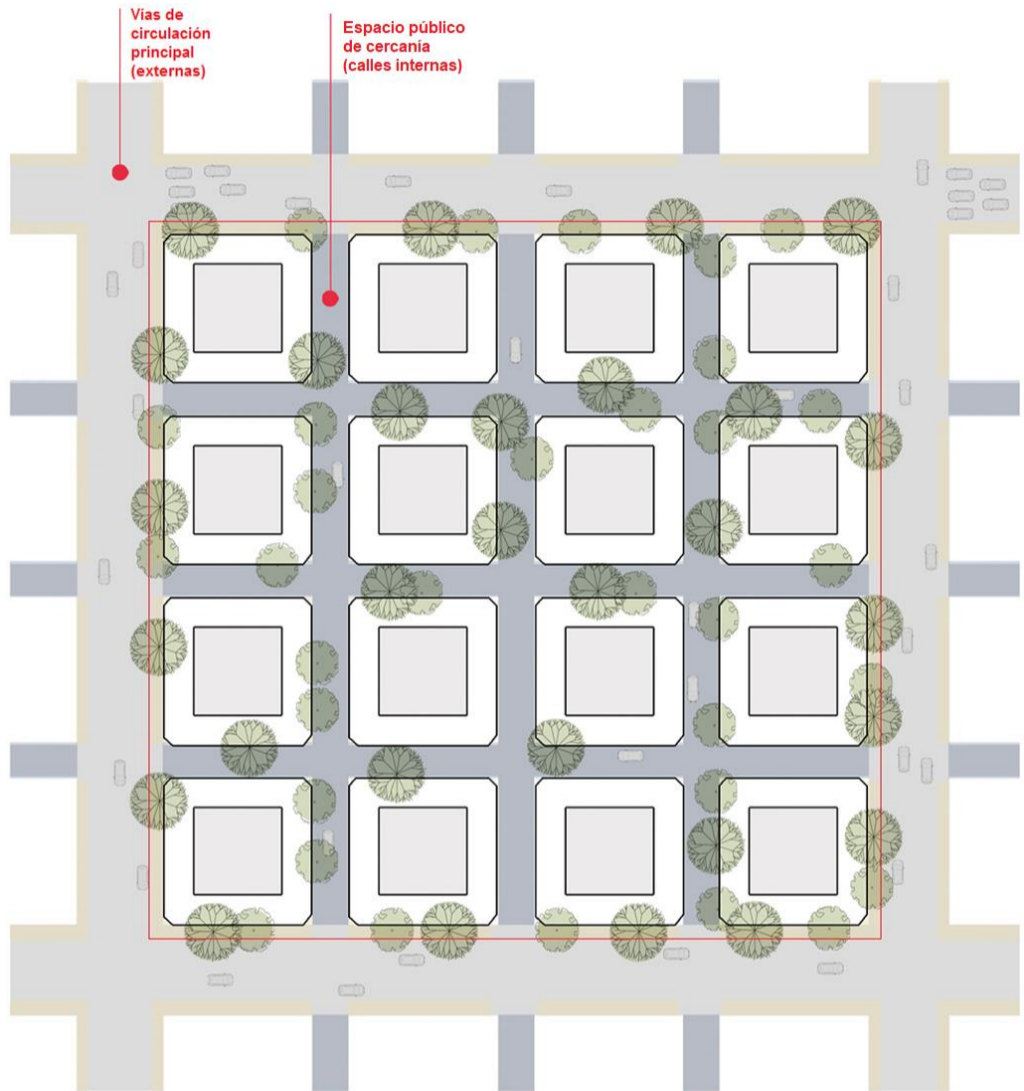 Vías de
circulación
principal
(externas)
Espacio público
de cercanía
(calles internas)